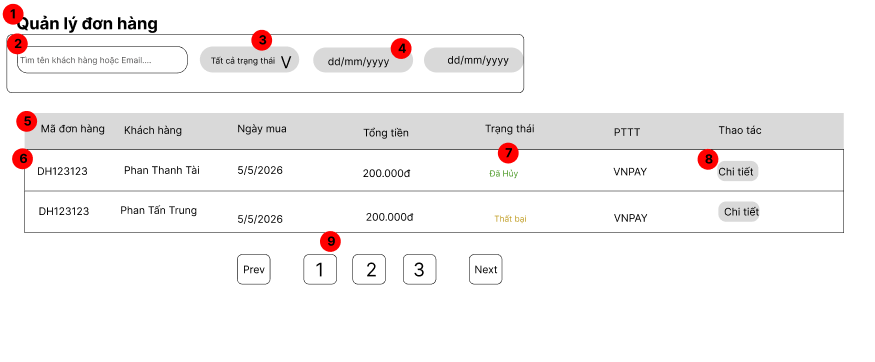 1
Quản lý đơn hàng
2
Tìm tên khách hàng hoặc Email....
3
Tất cả trạng thái V
4
dd/mm/yyyy
dd/mm/yyyy
5
Mã đơn hàng Khách hàng Ngày mua Tổng tiền Trạng thái PTTT Thao tác
6
7
8
DH123123 Phan Thanh Tài 5/5/2026 200.000đ Đã Hủy VNPAY Chi tiết
DH123123 Phan Tấn Trung 5/5/2026 200.000đ Thất bại VNPAY Chi tiết
9
Prev 1 2 3 Next